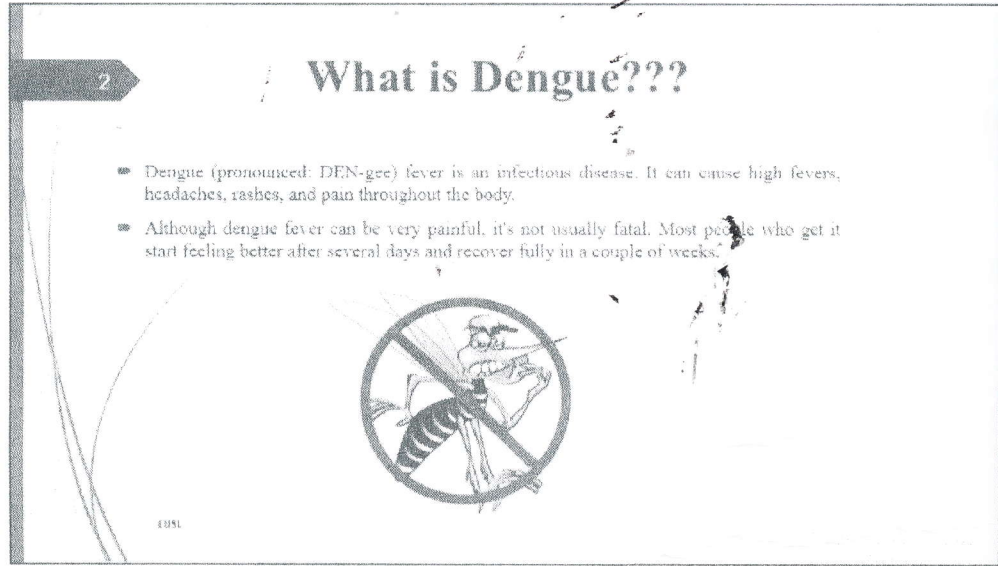 2
What is Dengue???
Dengue (pronounced: DEN-gee) fever is an infectious disease. It can cause high fevers,
headaches, rashes, and pain throughout the body.
Although dengue fever can be very painful, it's not usually fatal. Most people who get it
start feeling better after several days and recover fully in a couple of weeks.
EUSL